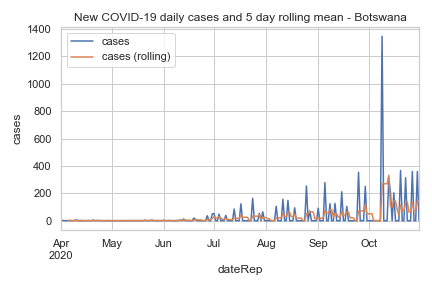 New COVID-19 daily cases and 5 day rolling mean - Botswana
cases
cases (rolling)
1400
1200
1000
800
600
400
200
0
cases
Apr May Jun Jul Aug Sep Oct
2020
dateRep